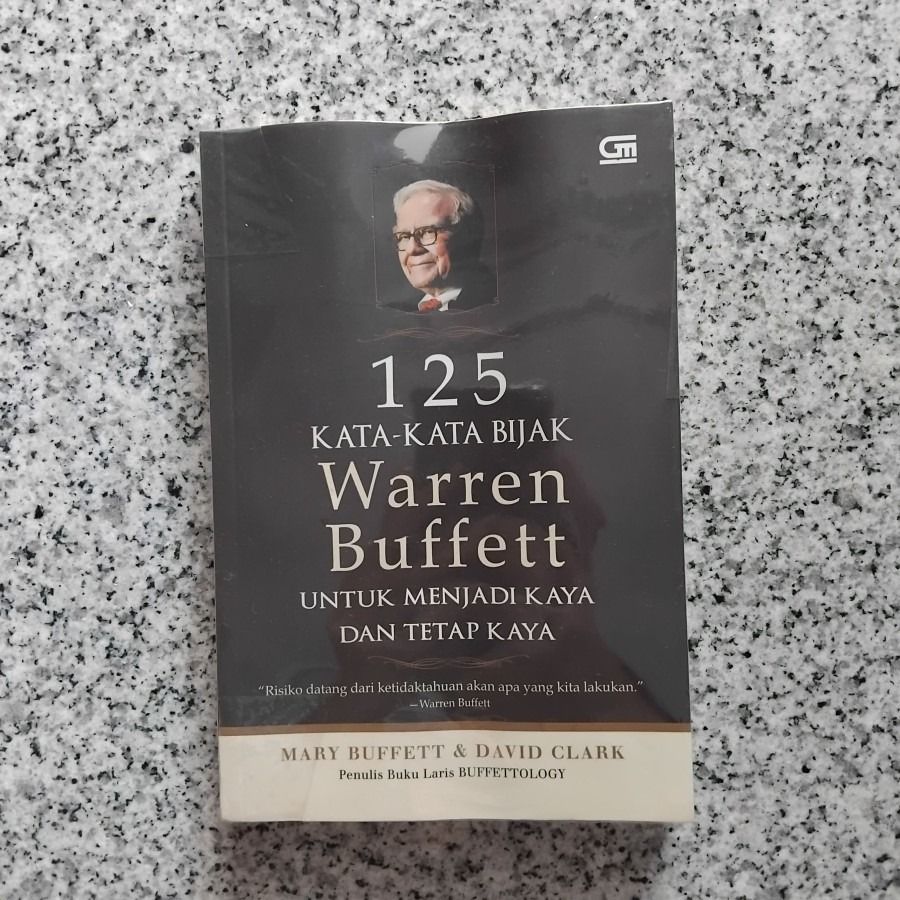 GM
125
KATA-KATA BIJAK
Warren
Buffett
UNTUK MENJADI KAYA
DAN TETAP KAYA
“Risiko datang dari ketidaktahuan akan apa yang kita lakukan.”
—Warren Buffett
MARY BUFFETT & DAVID CLARK
Penulis Buku Laris BUFFETTOLOGY